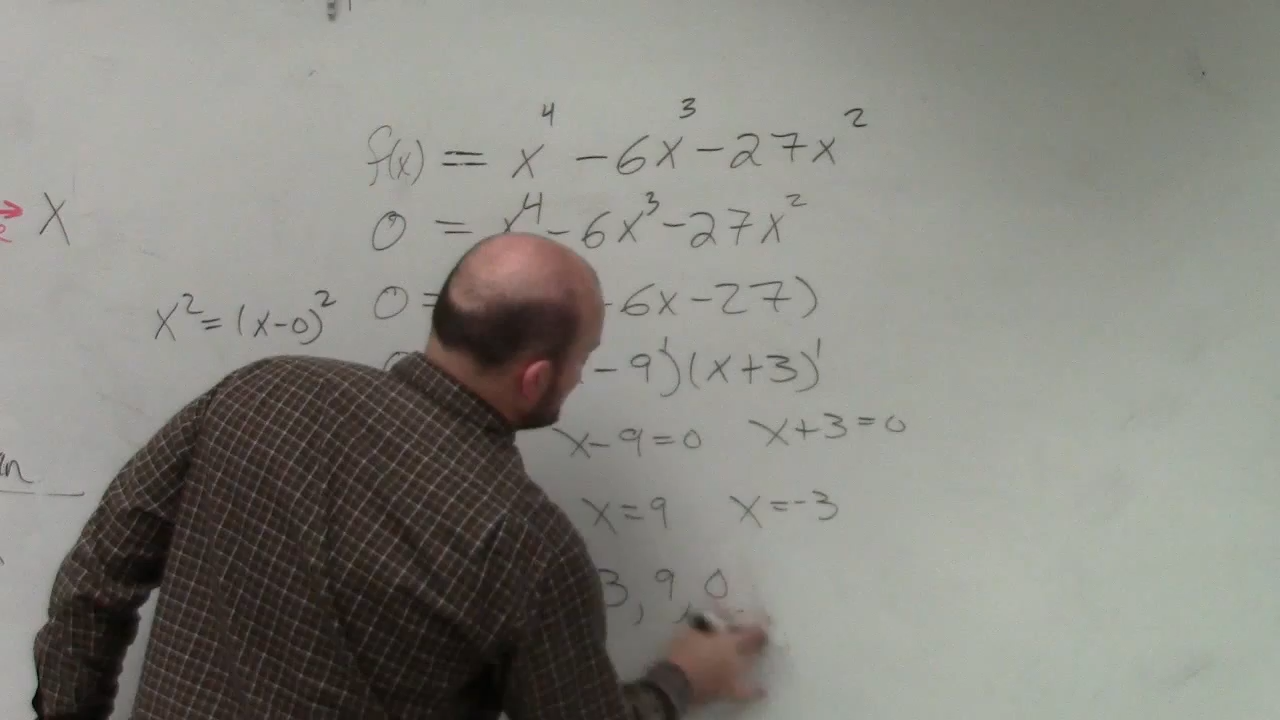 f(x) = x⁴ - 6x³ - 27x²
0 = x⁴ - 6x³ - 27x²
0 = - 6x - 27)
x² = (x-0)²
- 9)¹(x+3)¹
x - 9 = 0 x + 3 = 0
x = 9 x = -3
3, 9, 0
X